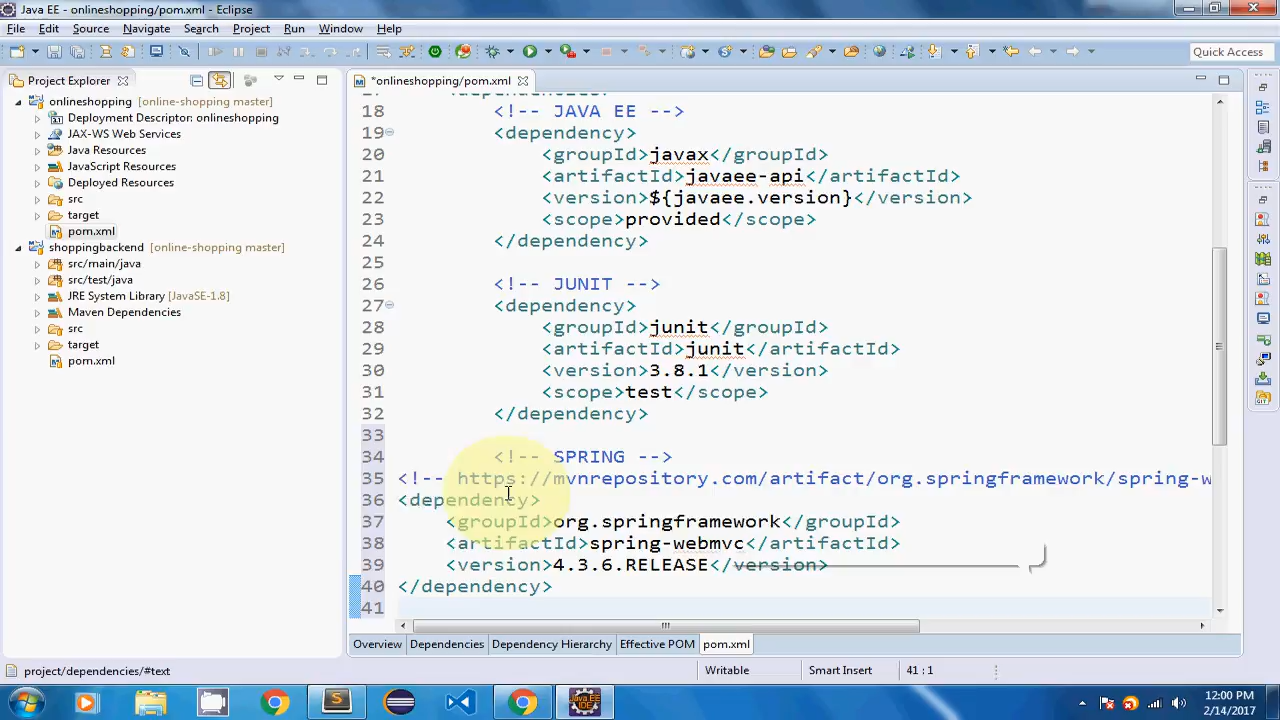 Java EE - onlineshopping/pom.xml - Eclipse
File Edit Source Navigate Search Project Run Window Help
Quick Access
Project Explorer
*onlineshopping/pom.xml
onlineshopping [online-shopping master]
Deployment Descriptor: onlineshopping
JAX-WS Web Services
Java Resources
JavaScript Resources
Deployed Resources
src
target
pom.xml
shoppingbackend [online-shopping master]
src/main/java
src/test/java
JRE System Library [JavaSE-1.8]
Maven Dependencies
src
target
pom.xml
18 <!-- JAVA EE -->
19 <dependency>
20 <groupId>javax</groupId>
21 <artifactId>javaee-api</artifactId>
22 <version>${javaee.version}</version>
23 <scope>provided</scope>
24 </dependency>
25
26 <!-- JUNIT -->
27 <dependency>
28 <groupId>junit</groupId>
29 <artifactId>junit</artifactId>
30 <version>3.8.1</version>
31 <scope>test</scope>
32 </dependency>
33
34 <!-- SPRING -->
35 <!-- https://mvnrepository.com/artifact/org.springframework/spring-w
36 <dependency>
37 <groupId>org.springframework</groupId>
38 <artifactId>spring-webmvc</artifactId>
39 <version>4.3.6.RELEASE</version>
40 </dependency>
41
Overview Dependencies Dependency Hierarchy Effective POM pom.xml
project/dependencies/#text
Writable
Smart Insert
41 : 1
12:00 PM
2/14/2017